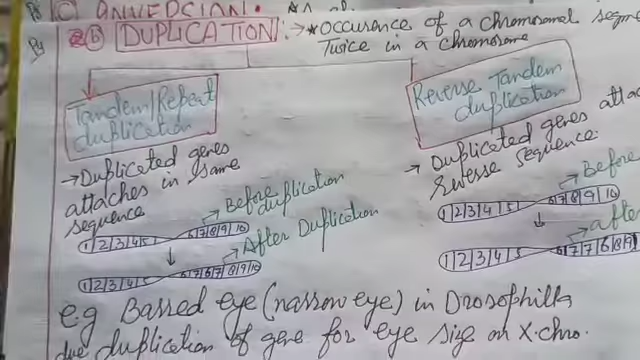 DUPLICATION :→ *Occurence of a chromosomal segm
Twice in a chromosome
Tandem/Repeat
duplication
→ Duplicated genes
attaches in same
sequence
Before
duplication
1|2|3|4|5 6|7|8|9|10
After Duplication
1|2|3|4|5 6|7|6|7|8|9|10
Reverse Tandem
duplication
→ Duplicated genes attac
reverse sequence.
Before
1|2|3|4|5 6|7|8|9|10
after
1|2|3|4|5 6|7|7|6|8|9
e.g Barred eye (narrow eye) in Drosophilla
due duplication of gene for eye size on X-chro.